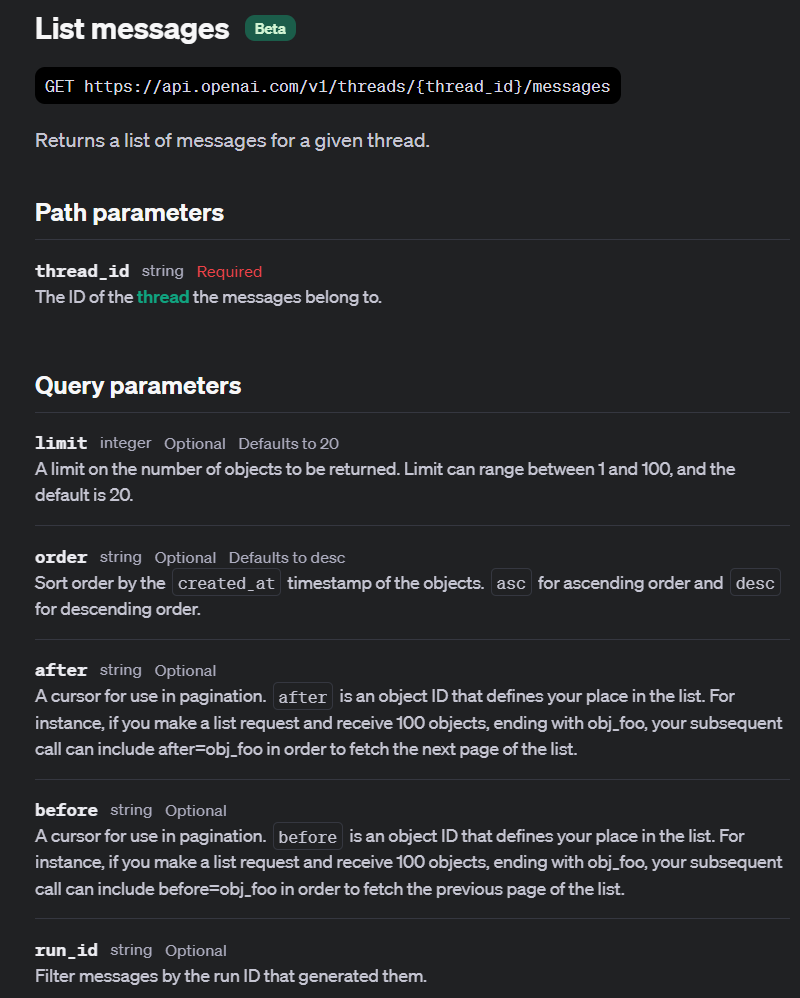 List messages Beta
GET https://api.openai.com/v1/threads/{thread_id}/messages
Returns a list of messages for a given thread.
Path parameters
thread_id string Required
The ID of the thread the messages belong to.
Query parameters
limit integer Optional Defaults to 20
A limit on the number of objects to be returned. Limit can range between 1 and 100, and the
default is 20.
order string Optional Defaults to desc
Sort order by the created_at timestamp of the objects. asc for ascending order and desc
for descending order.
after string Optional
A cursor for use in pagination. after is an object ID that defines your place in the list. For
instance, if you make a list request and receive 100 objects, ending with obj_foo, your subsequent
call can include after=obj_foo in order to fetch the next page of the list.
before string Optional
A cursor for use in pagination. before is an object ID that defines your place in the list. For
instance, if you make a list request and receive 100 objects, ending with obj_foo, your subsequent
call can include before=obj_foo in order to fetch the previous page of the list.
run_id string Optional
Filter messages by the run ID that generated them.